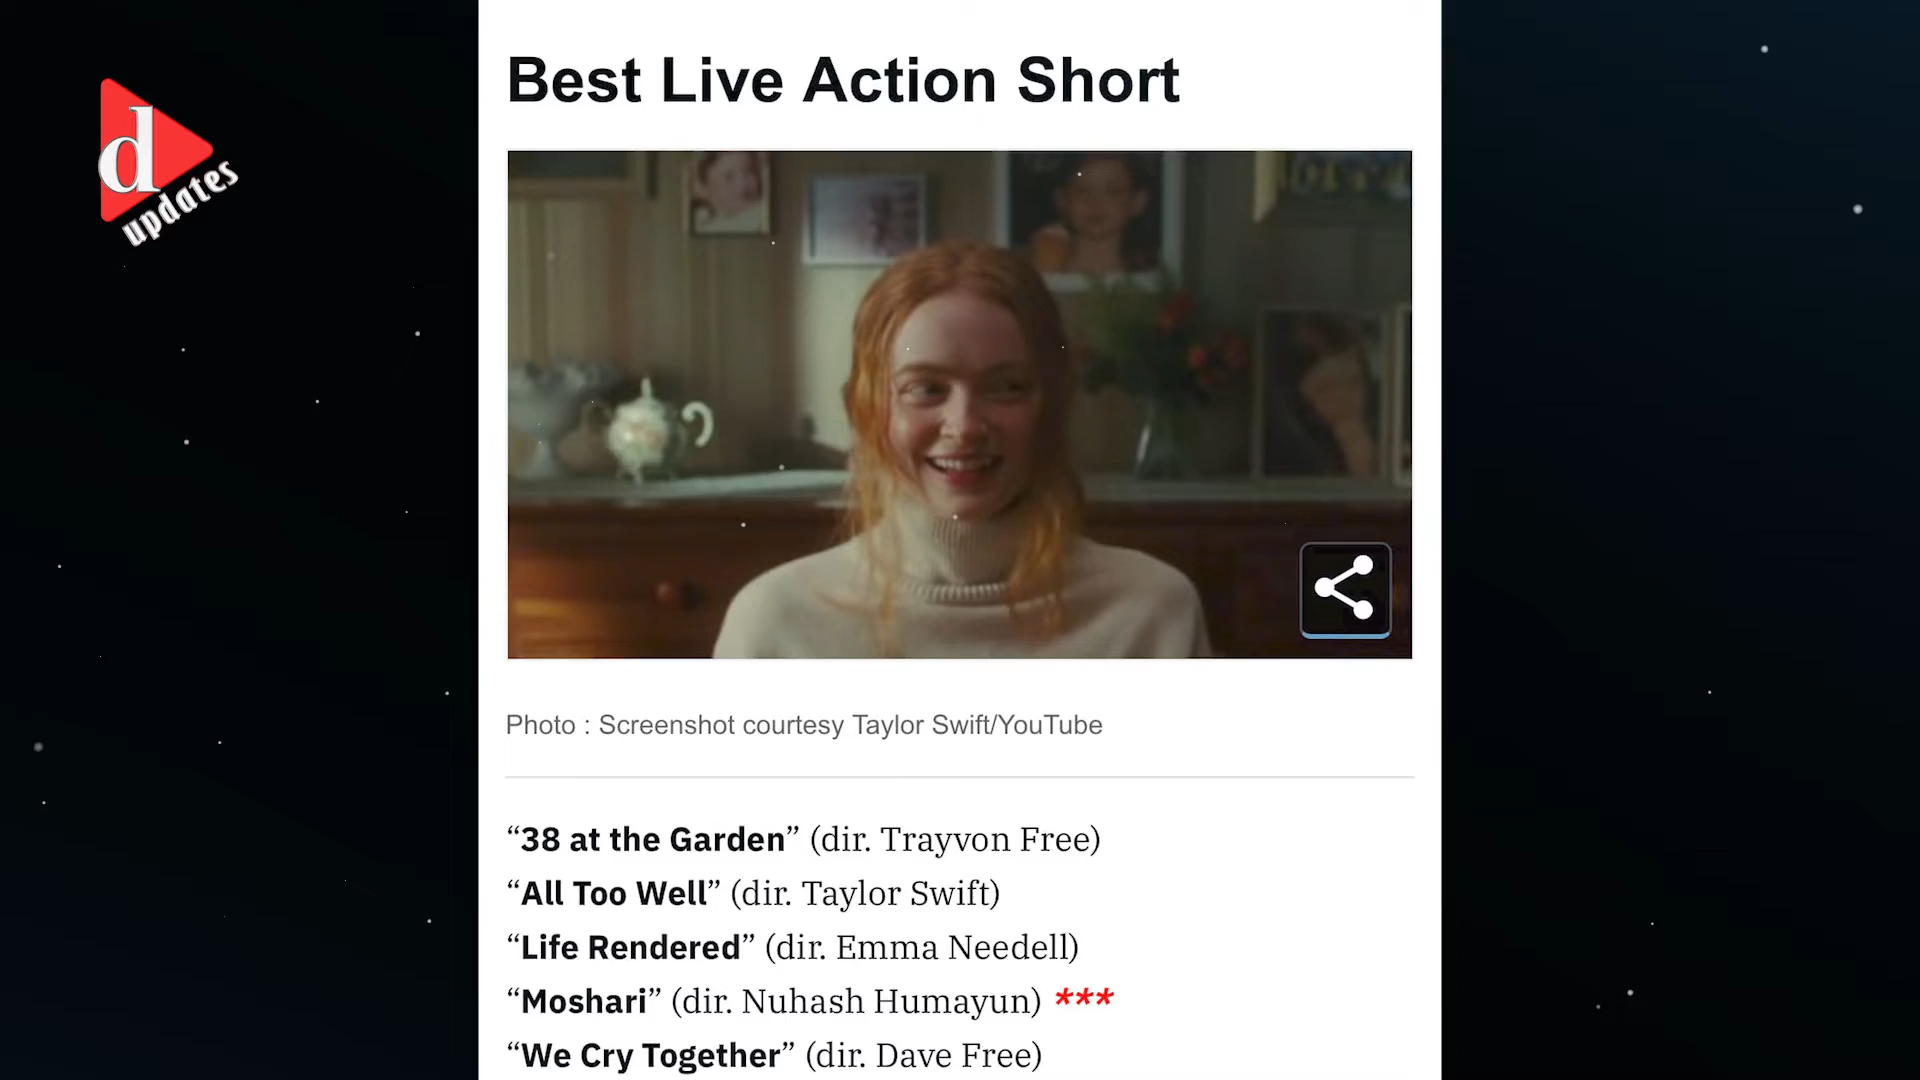 d
updates
Best Live Action Short
Photo : Screenshot courtesy Taylor Swift/YouTube
“38 at the Garden” (dir. Trayvon Free)
“All Too Well” (dir. Taylor Swift)
“Life Rendered” (dir. Emma Needell)
“Moshari” (dir. Nuhash Humayun) ***
“We Cry Together” (dir. Dave Free)